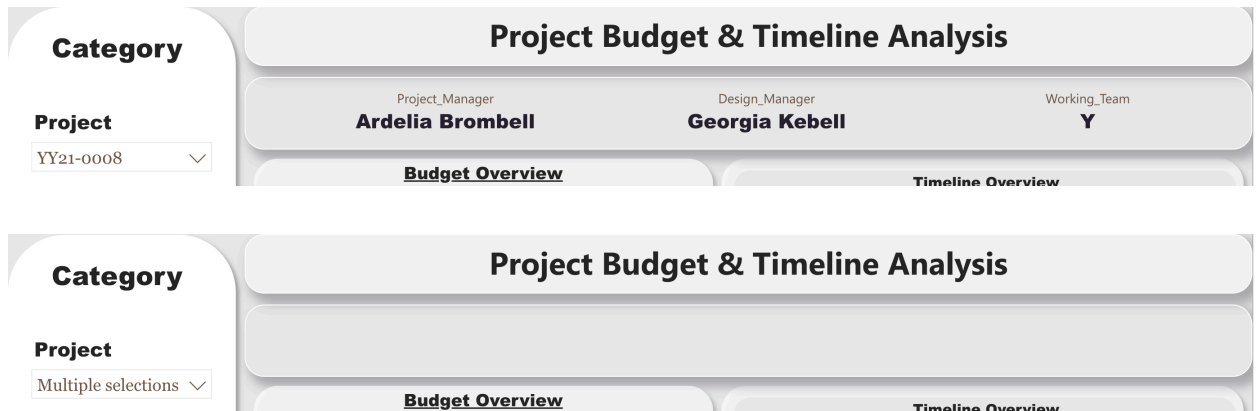 Category
Project Budget & Timeline Analysis
Project_Manager Design_Manager Working_Team
Project
Ardelia Brombell Georgia Kebell Y
YY21-0008
Budget Overview
Timeline Overview
Category
Project Budget & Timeline Analysis
Project
Multiple selections
Budget Overview
Timeline Overview